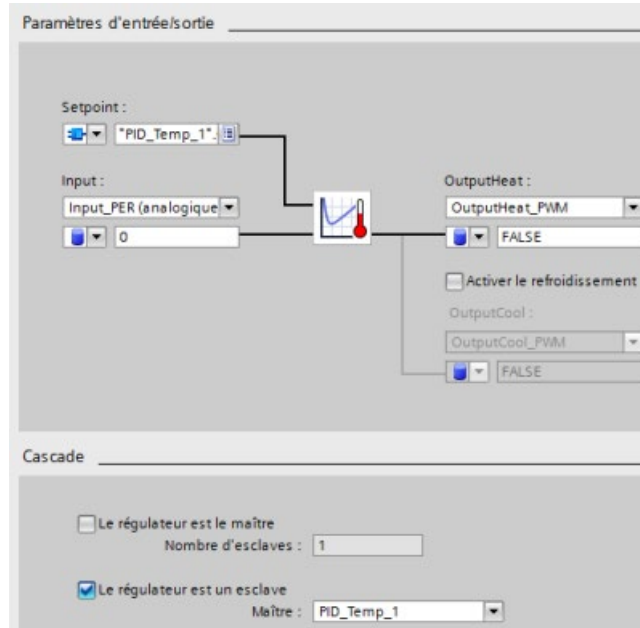 Paramètres d'entrée/sortie
Setpoint :
"PID_Temp_1".
Input :
Input_PER (analogique
0
OutputHeat :
OutputHeat_PWM
FALSE
Activer le refroidissement
OutputCool :
OutputCool_PWM
FALSE
Cascade
Le régulateur est le maître
Nombre d'esclaves : 1
Le régulateur est un esclave
Maître : PID_Temp_1